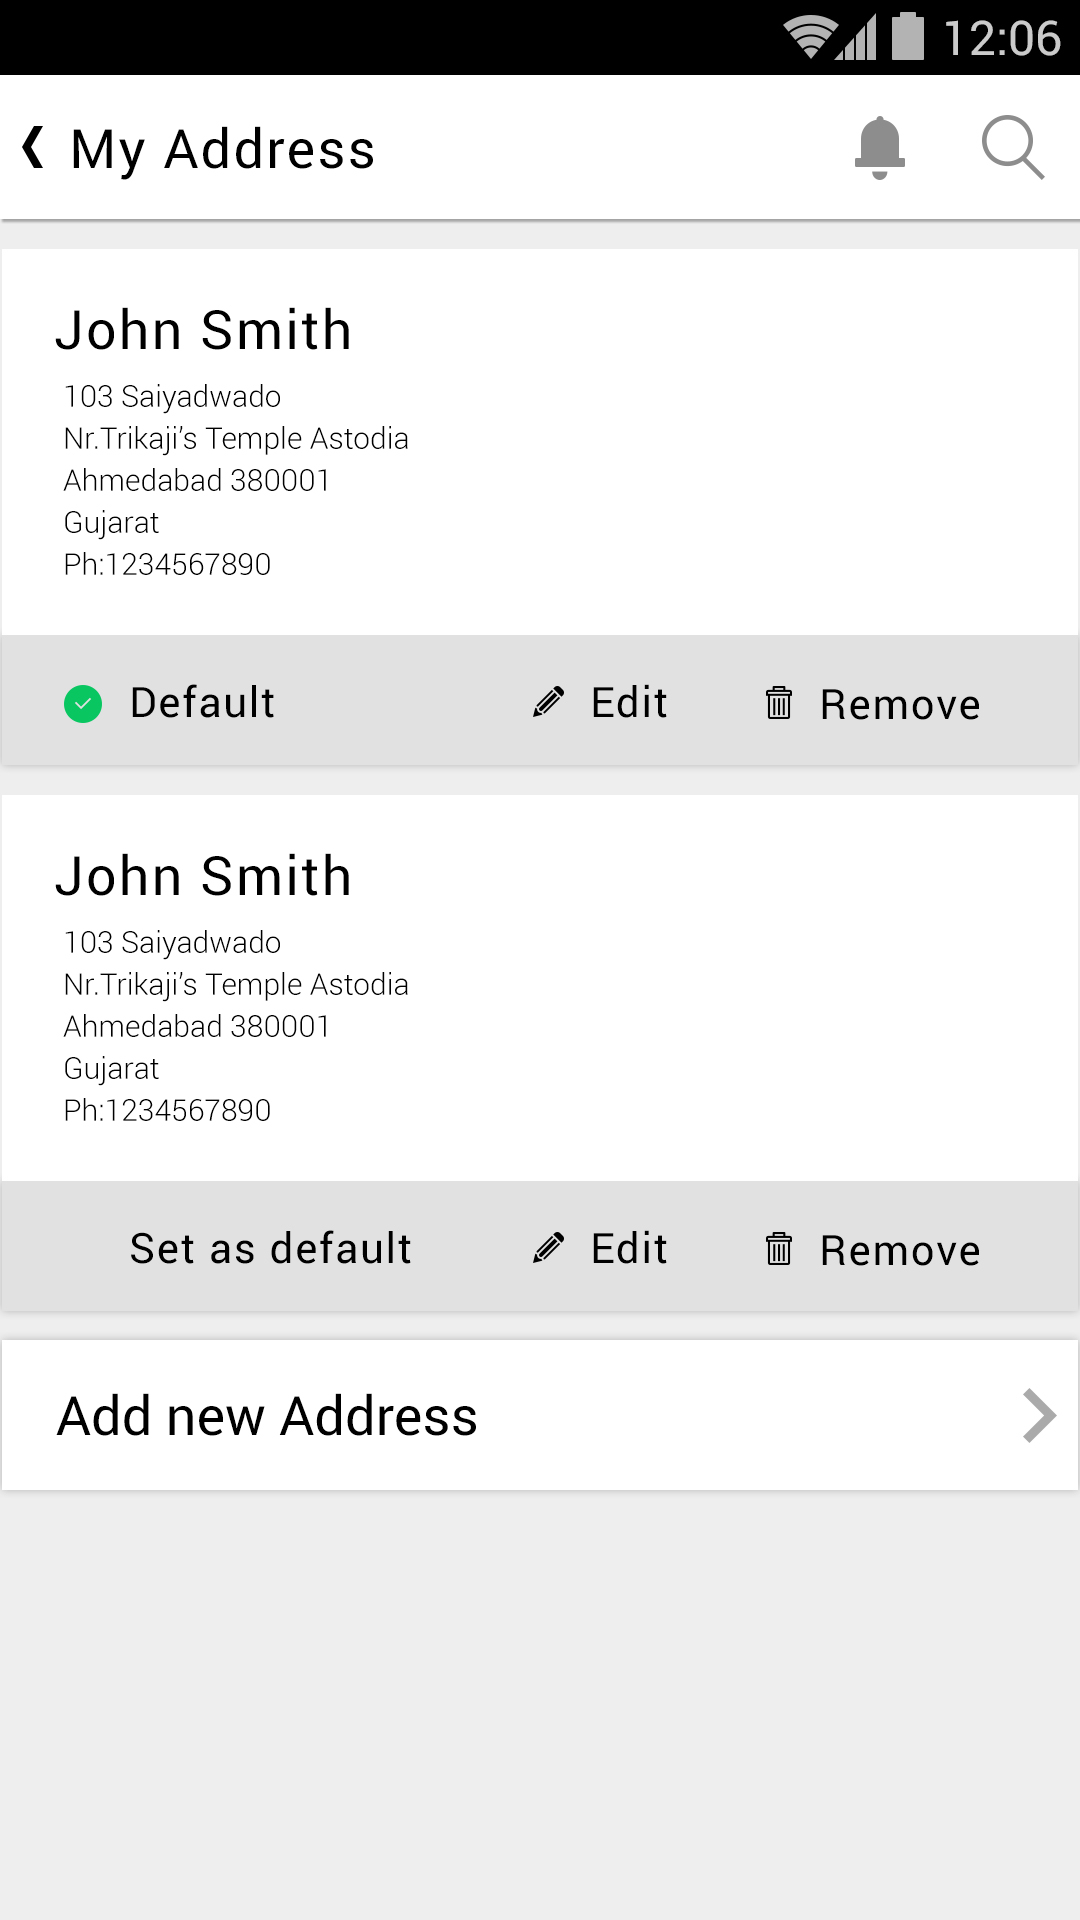 12:06
My Address
John Smith
103 Saiyadwado
Nr.Trikaji's Temple Astodia
Ahmedabad 380001
Gujarat
Ph:1234567890
Default Edit Remove
John Smith
103 Saiyadwado
Nr.Trikaji's Temple Astodia
Ahmedabad 380001
Gujarat
Ph:1234567890
Set as default Edit Remove
Add new Address